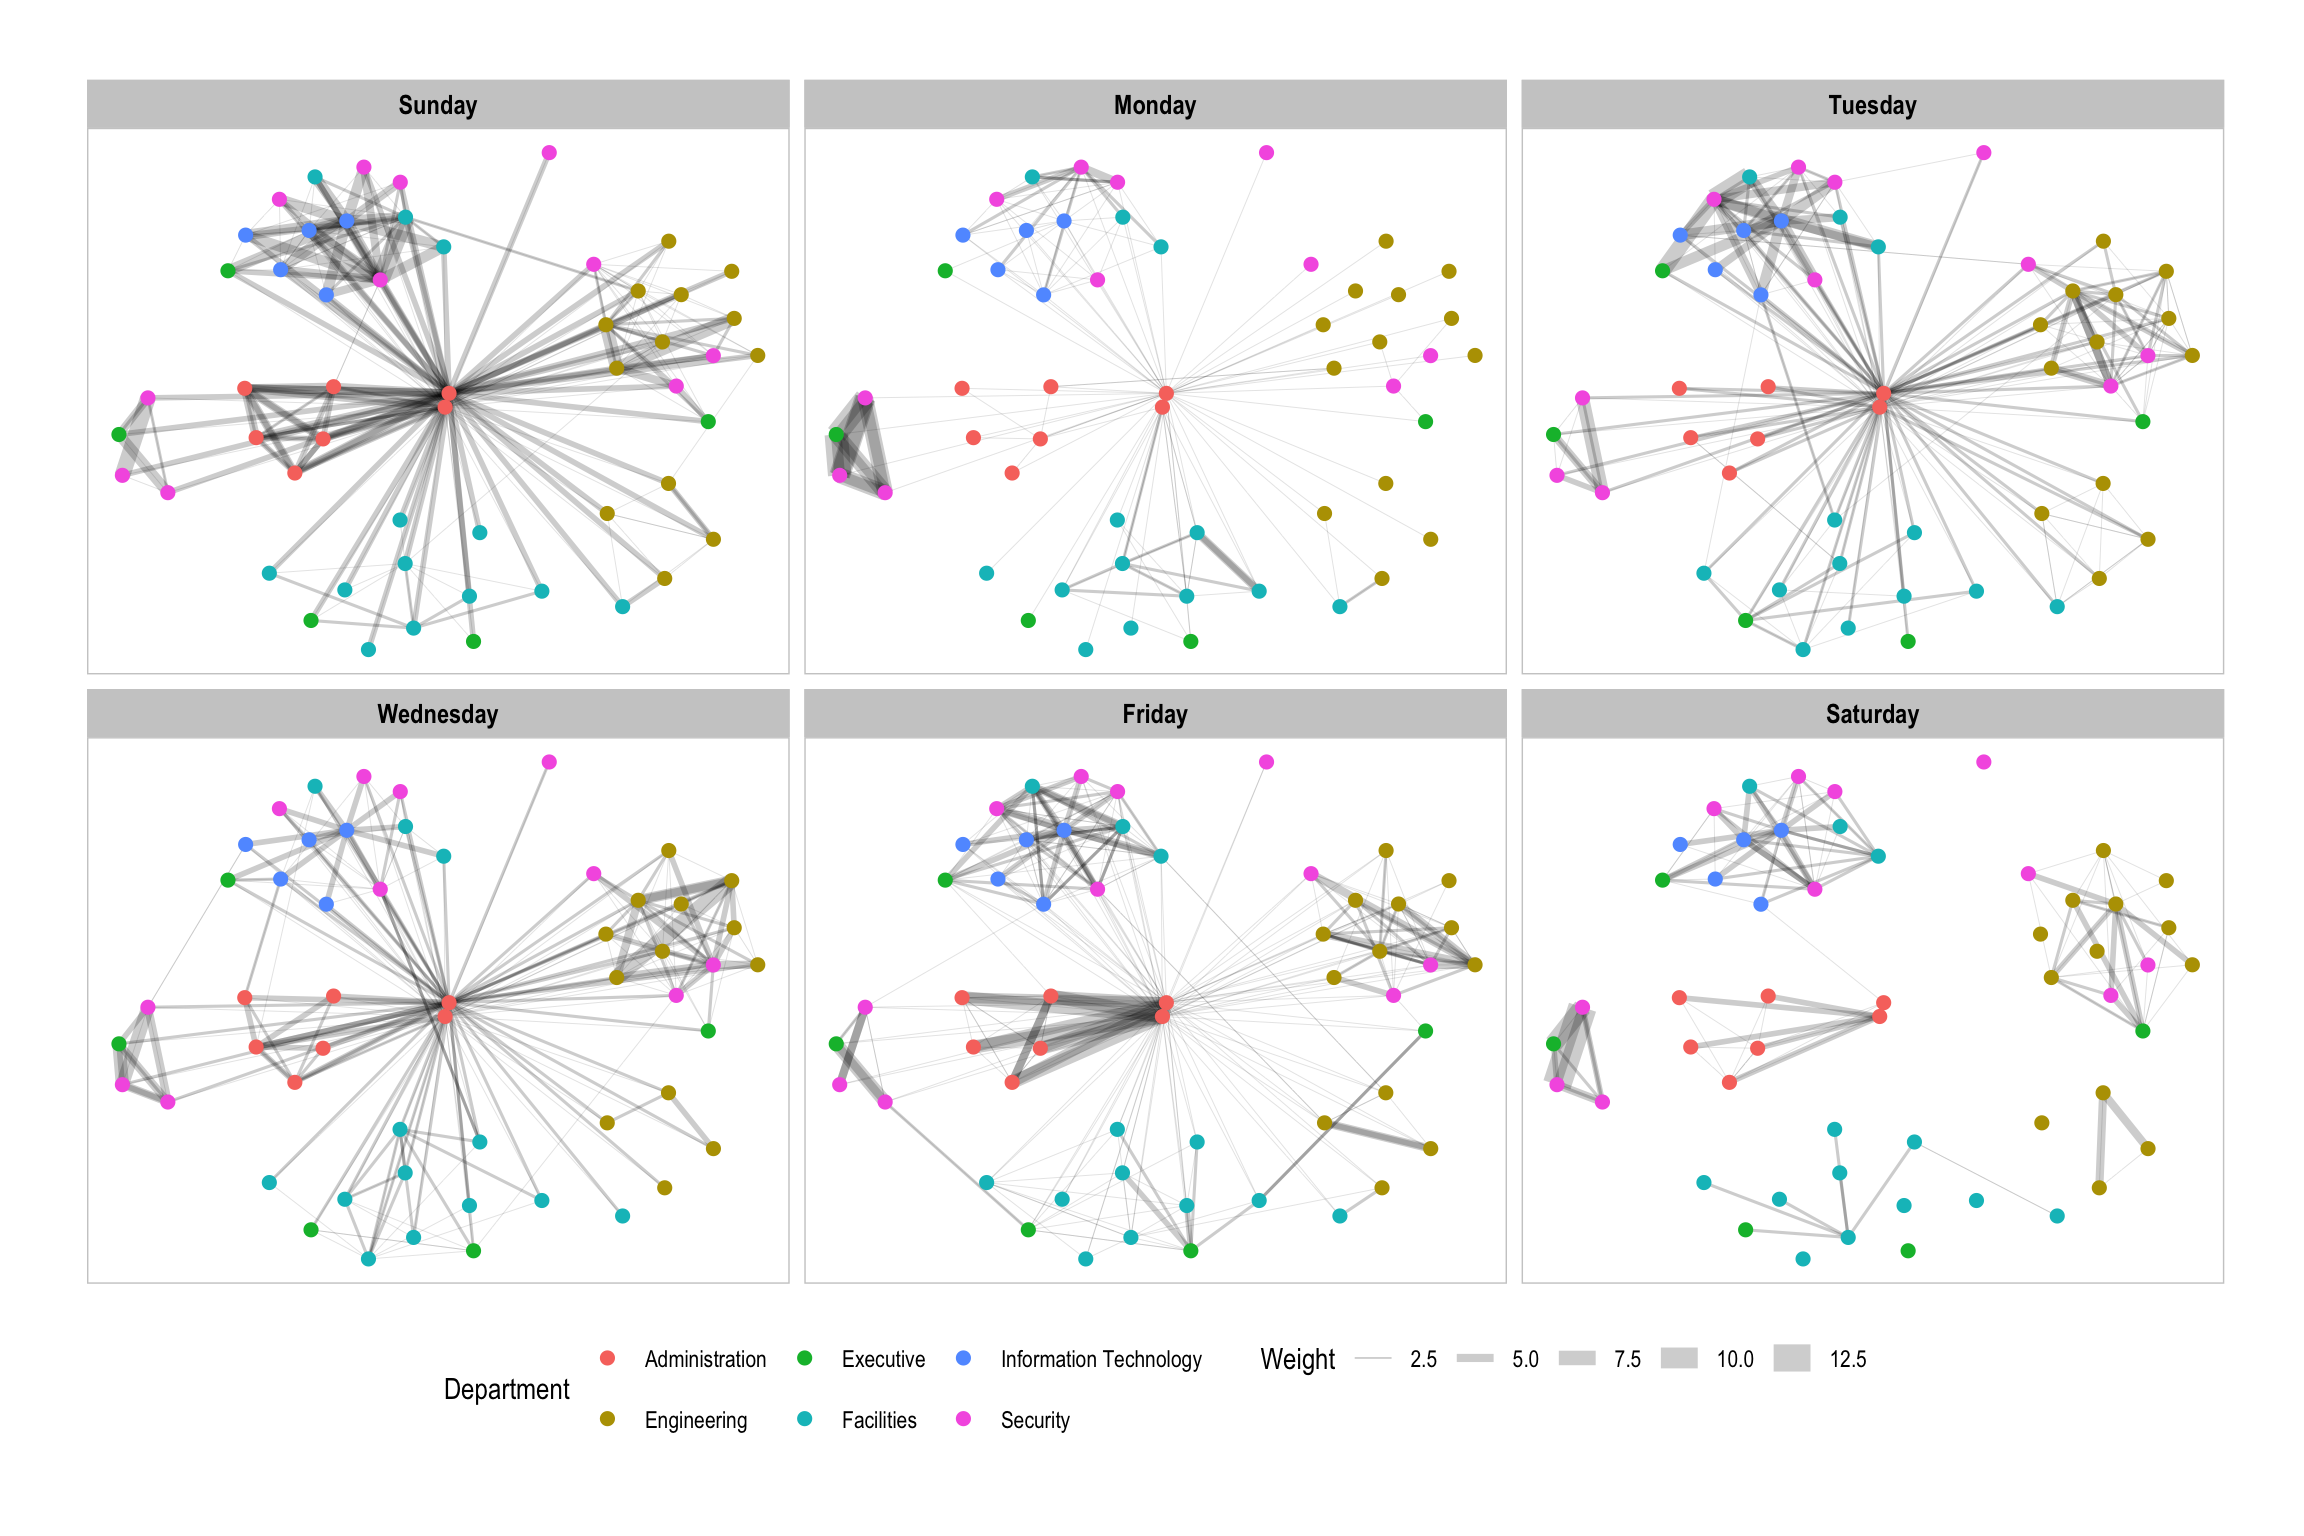 Sunday
Monday
Tuesday
Wednesday
Friday
Saturday
Department
Administration
Executive
Information Technology
Engineering
Facilities
Security
Weight
2.5
5.0
7.5
10.0
12.5